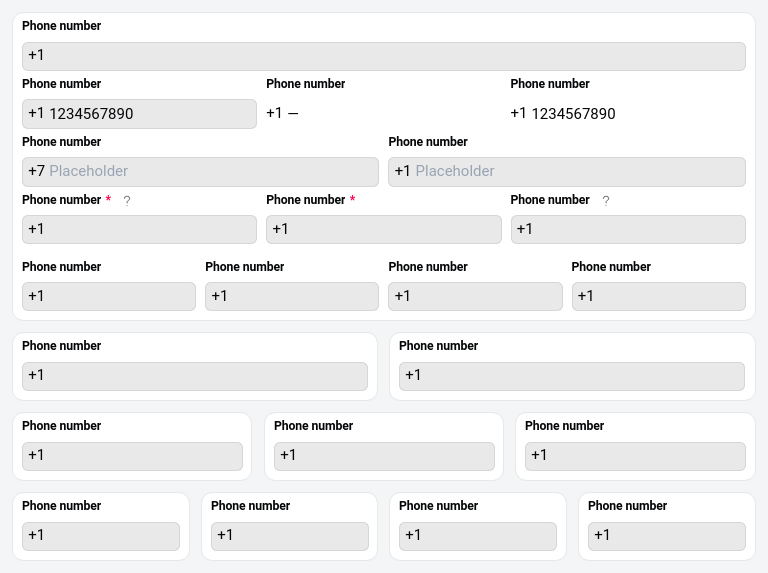 Phone number
+1
Phone number Phone number Phone number
+1 1234567890 +1 — +1 1234567890
Phone number Phone number
+7 Placeholder +1 Placeholder
Phone number * ? Phone number * Phone number ?
+1 +1 +1
Phone number Phone number Phone number Phone number
+1 +1 +1 +1
Phone number Phone number
+1 +1
Phone number Phone number Phone number
+1 +1 +1
Phone number Phone number Phone number Phone number
+1 +1 +1 +1